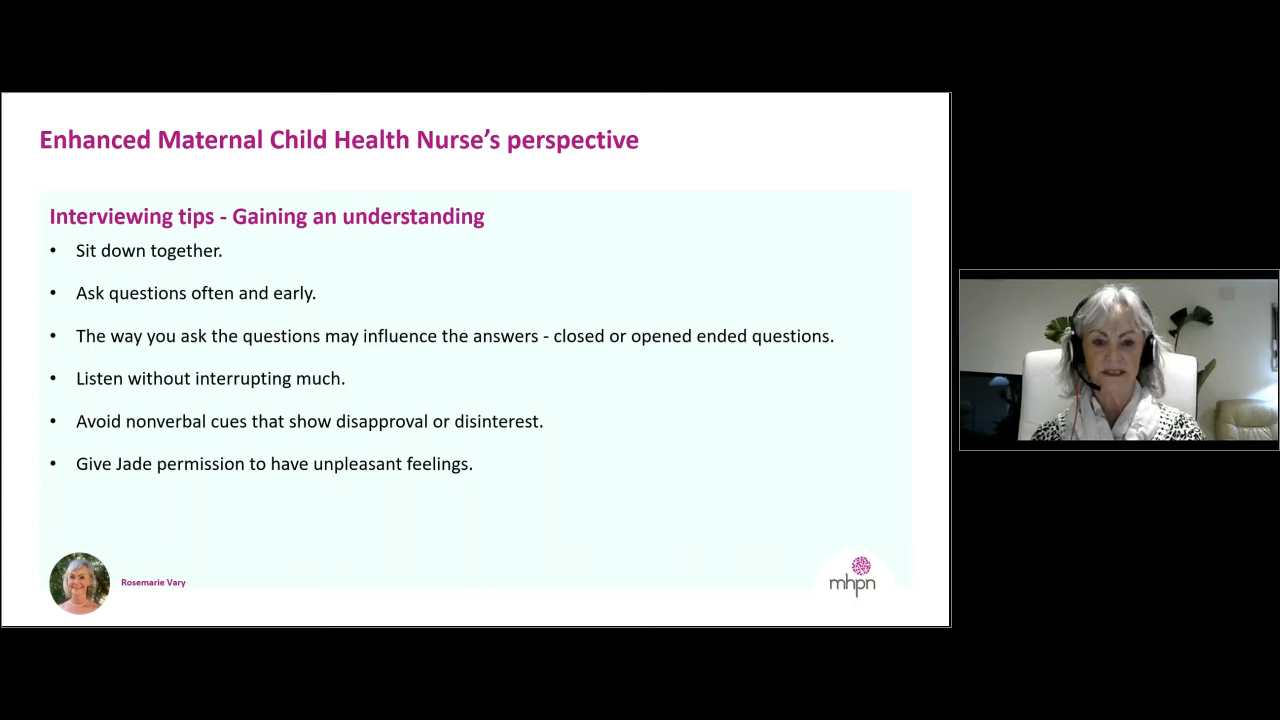 Enhanced Maternal Child Health Nurse's perspective
Interviewing tips - Gaining an understanding
• Sit down together.
• Ask questions often and early.
• The way you ask the questions may influence the answers - closed or opened ended questions.
• Listen without interrupting much.
• Avoid nonverbal cues that show disapproval or disinterest.
• Give Jade permission to have unpleasant feelings.
Rosemarie Vary
mhpn